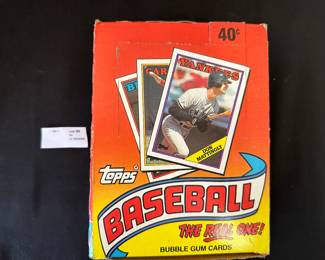 40¢
YANKEES
DON MATTINGLY
Topps®
BASEBALL
THE REAL ONE!
BUBBLE GUM CARDS